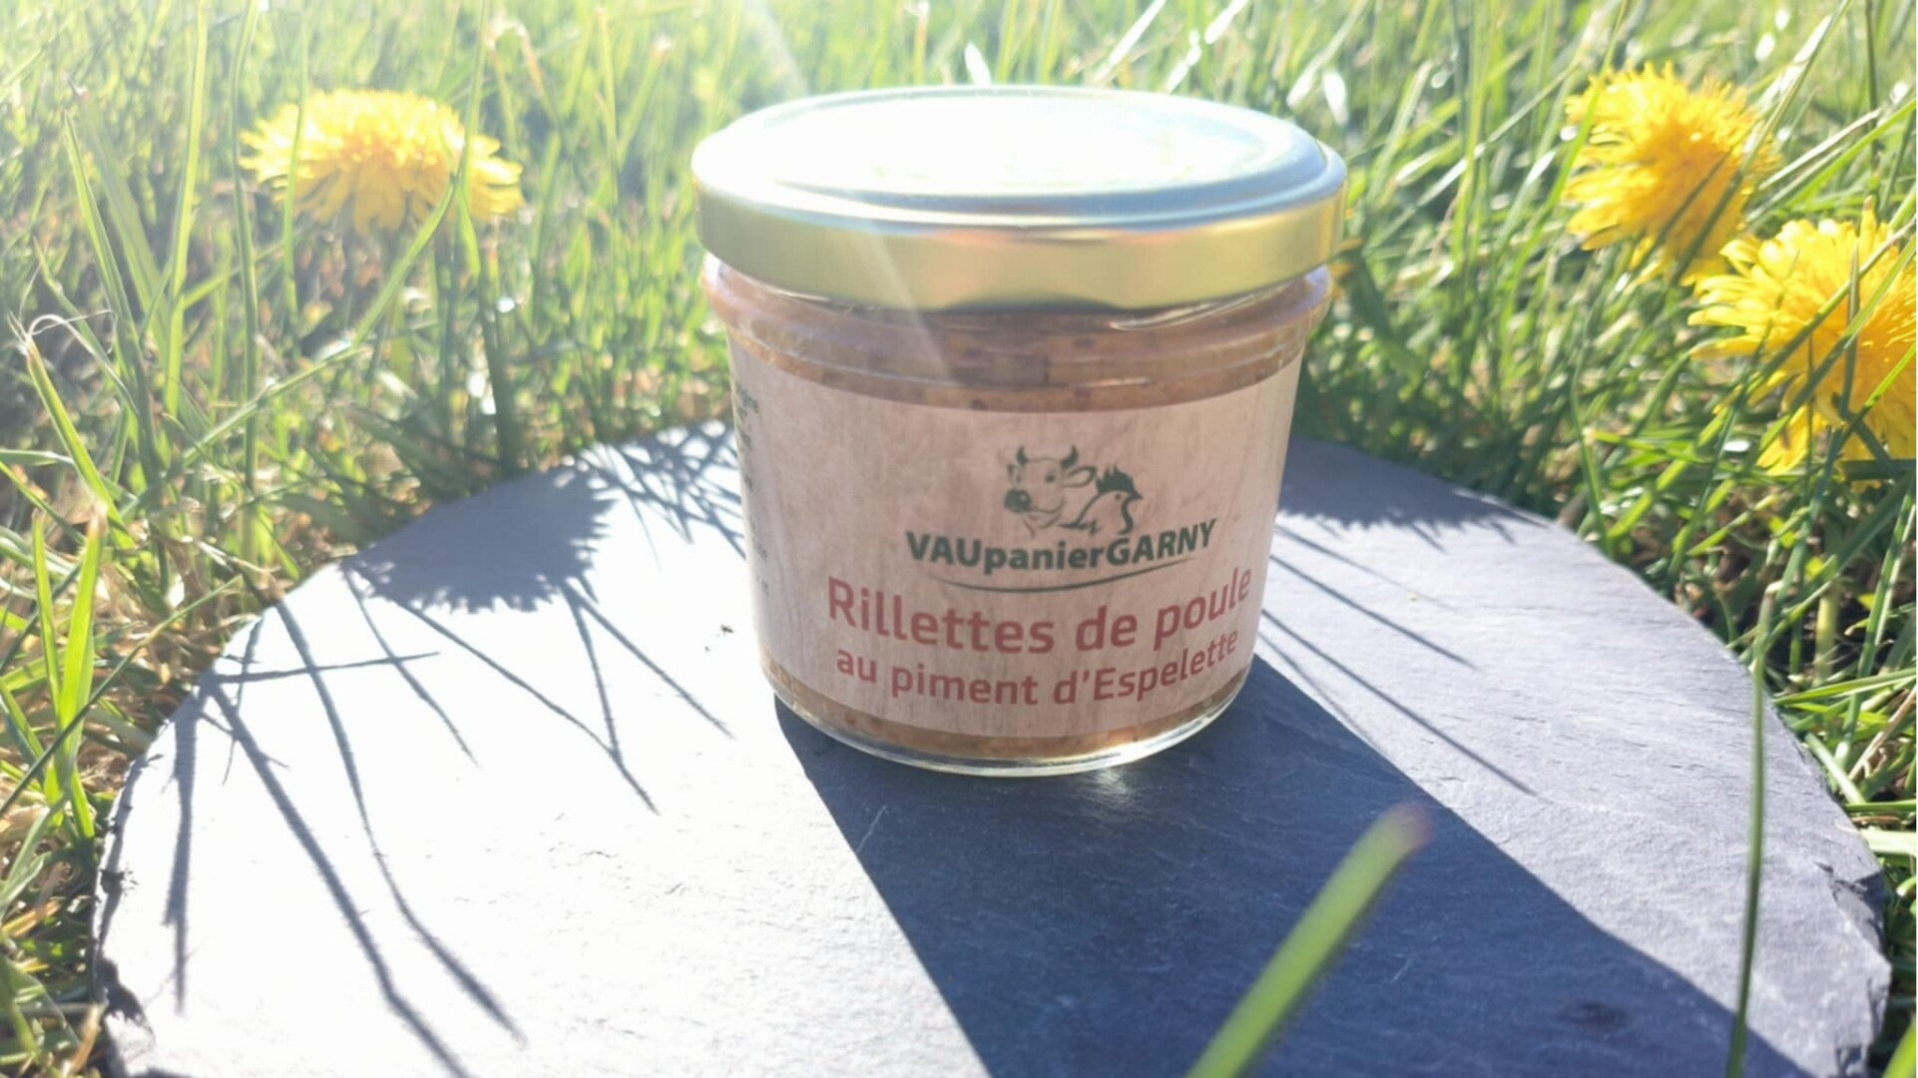 VAUpanierGARNY
Rillettes de poule
au piment d'Espelette